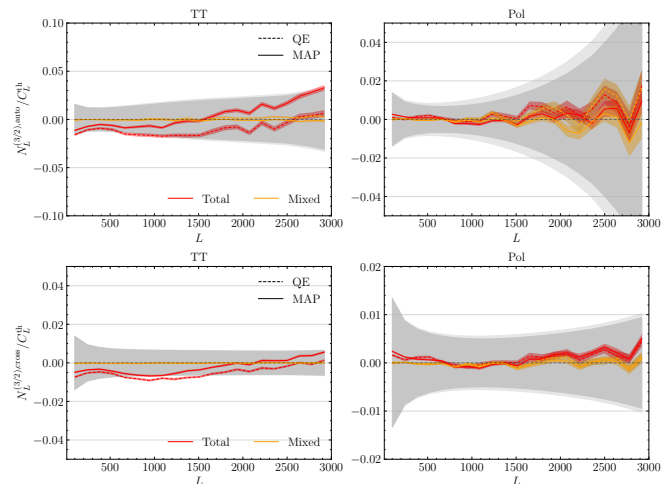 TT
Pol
0.10
0.05
0.00
−0.05
−0.10
N_L^{(3/2),auto}/C_L^{th}
QE
MAP
Total
Mixed
500 1000 1500 2000 2500 3000
L
0.04
0.02
0.00
−0.02
−0.04
500 1000 1500 2000 2500 3000
L
TT
Pol
0.04
0.02
0.00
−0.02
−0.04
N_L^{(3/2),cross}/C_L^{th}
QE
MAP
Total
Mixed
500 1000 1500 2000 2500 3000
L
0.02
0.01
0.00
−0.01
−0.02
500 1000 1500 2000 2500 3000
L